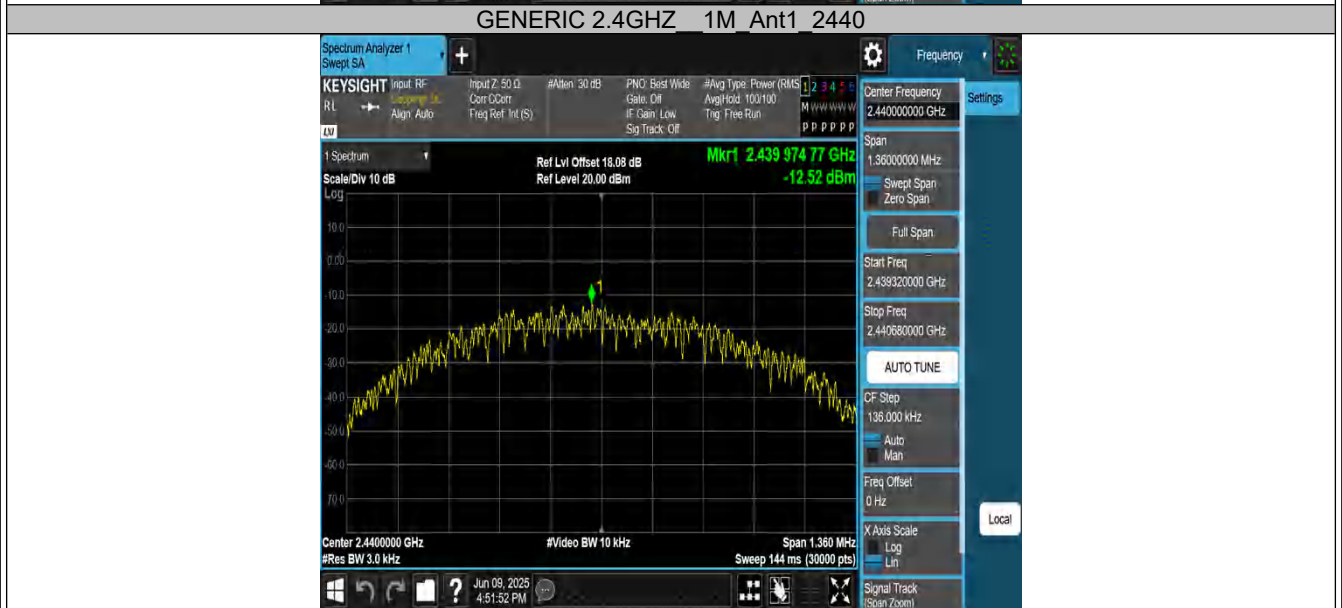 GENERIC 2.4GHZ__1M_Ant1_2440
Spectrum Analyzer 1
Swept SA
+
Frequency
KEYSIGHT
Input: RF
RL
Align: Auto
LXI
Input Z: 50 Ω
Corr CCorr
Freq Ref: Int (S)
#Atten: 30 dB
PNO: Best Wide
Gate: Off
IF Gain: Low
Sig Track: Off
#Avg Type: Power (RMS
Avg|Hold: 100/100
Trig: Free Run
1 2 3 4 5 6
M W W W W W
P P P P P P
Settings
Center Frequency
2.440000000 GHz
Span
1.36000000 MHz
Swept Span
Zero Span
Full Span
Start Freq
2.439320000 GHz
Stop Freq
2.440680000 GHz
AUTO TUNE
CF Step
136.000 kHz
Auto
Man
Freq Offset
0 Hz
X Axis Scale
Log
Lin
Signal Track
(Span Zoom)
Local
1 Spectrum
Scale/Div 10 dB
Log
Ref Lvl Offset 18.08 dB
Ref Level 20.00 dBm
Mkr1 2.439 974 77 GHz
-12.52 dBm
10.0
0.00
-10.0
-20.0
-30.0
-40.0
-50.0
-60.0
-70.0
1
Center 2.4400000 GHz
#Res BW 3.0 kHz
#Video BW 10 kHz
Span 1.360 MHz
Sweep 144 ms (30000 pts)
?
Jun 09, 2025
4:51:52 PM